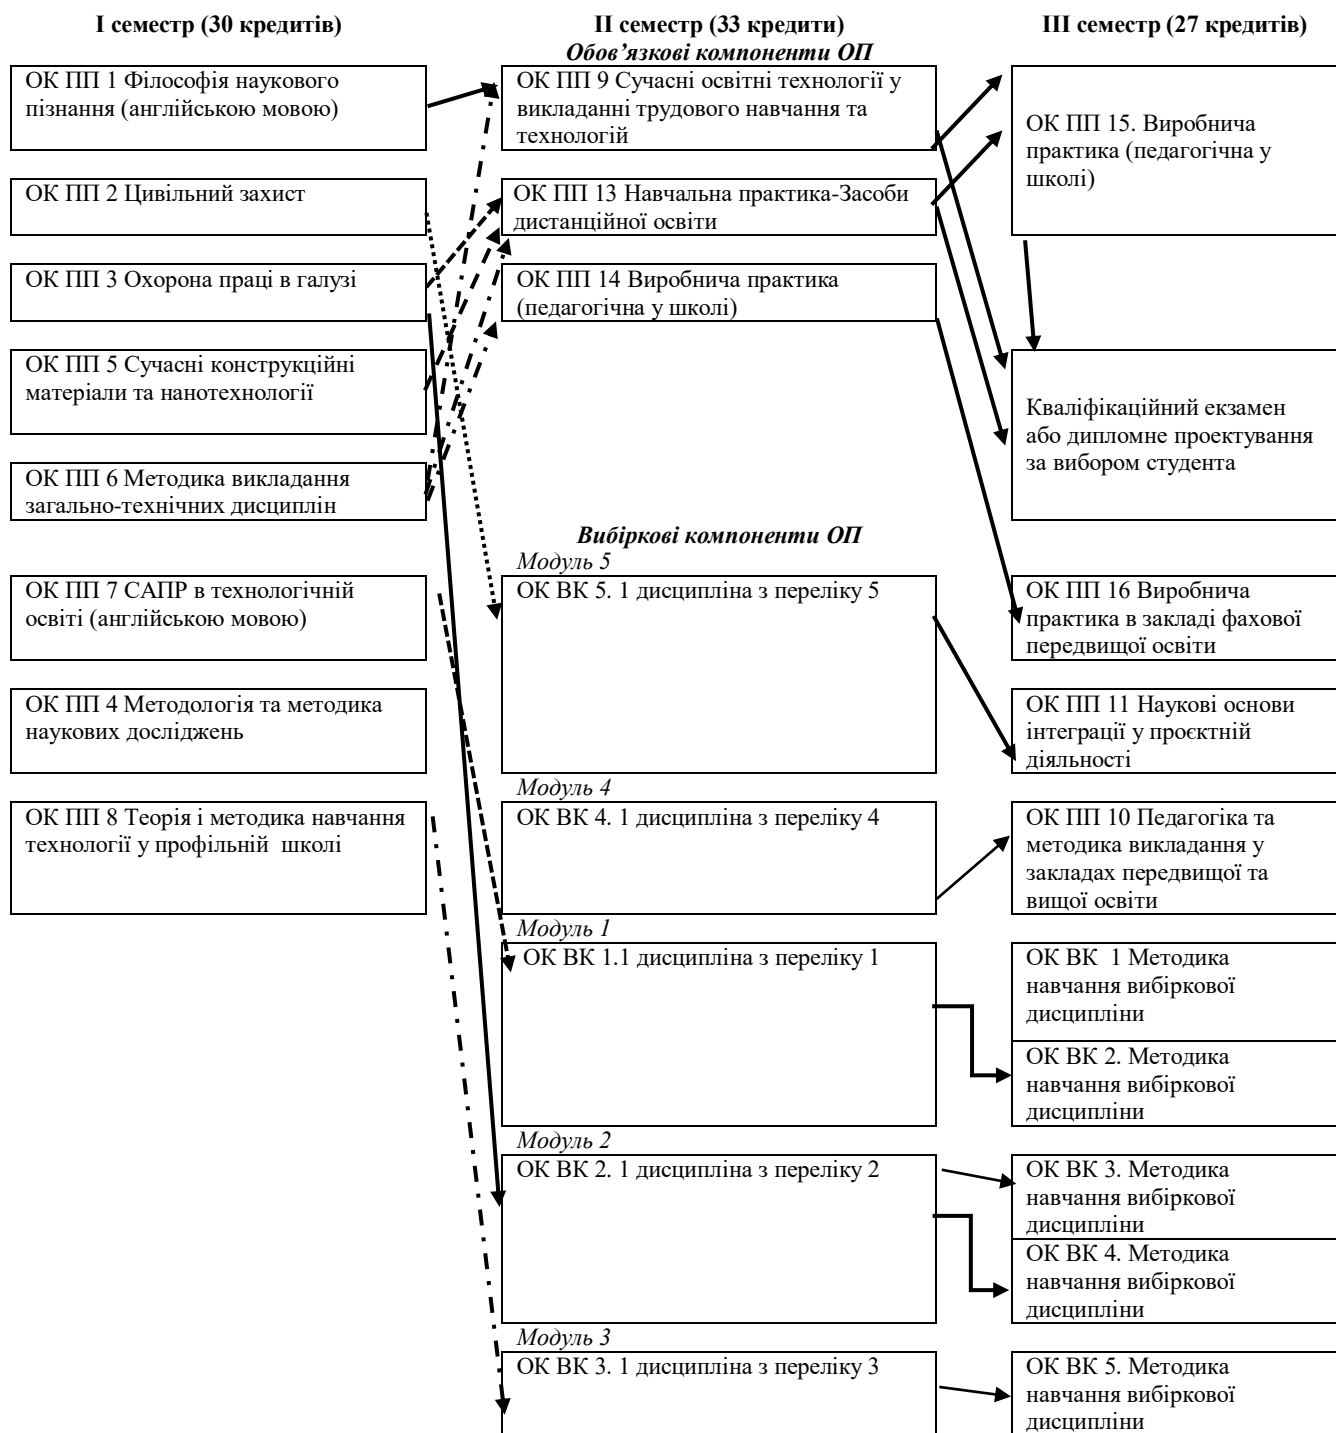 І семестр (30 кредитів)
ІІ семестр (33 кредити)
ІІІ семестр (27 кредитів)
Обов’язкові компоненти ОП
ОК ПП 1 Філософія наукового
пізнання (англійською мовою)
ОК ПП 2 Цивільний захист
ОК ПП 3 Охорона праці в галузі
ОК ПП 5 Сучасні конструкційні
матеріали та нанотехнології
ОК ПП 6 Методика викладання
загально-технічних дисциплін
ОК ПП 7 САПР в технологічній
освіті (англійською мовою)
ОК ПП 4 Методологія та методика
наукових досліджень
ОК ПП 8 Теорія і методика навчання
технології у профільній  школі
ОК ПП 9 Сучасні освітні технології у
викладанні трудового навчання та
технологій
ОК ПП 13 Навчальна практика-Засоби
дистанційної освіти
ОК ПП 14 Виробнича практика
(педагогічна у школі)
Вибіркові компоненти ОП
Модуль 5
ОК ВК 5. 1 дисципліна з переліку 5
Модуль 4
ОК ВК 4. 1 дисципліна з переліку 4
Модуль 1
ОК ВК 1.1 дисципліна з переліку 1
Модуль 2
ОК ВК 2. 1 дисципліна з переліку 2
Модуль 3
ОК ВК 3. 1 дисципліна з переліку 3
ОК ПП 15. Виробнича
практика (педагогічна у
школі)
Кваліфікаційний екзамен
або дипломне проектування
за вибором студента
ОК ПП 16 Виробнича
практика в закладі фахової
передвищої освіти
ОК ПП 11 Наукові основи
інтеграції у проєктній
діяльності
ОК ПП 10 Педагогіка та
методика викладання у
закладах передвищої та
вищої освіти
ОК ВК  1 Методика
навчання вибіркової
дисципліни
ОК ВК 2. Методика
навчання вибіркової
дисципліни
ОК ВК 3. Методика
навчання вибіркової
дисципліни
ОК ВК 4. Методика
навчання вибіркової
дисципліни
ОК ВК 5. Методика
навчання вибіркової
дисципліни